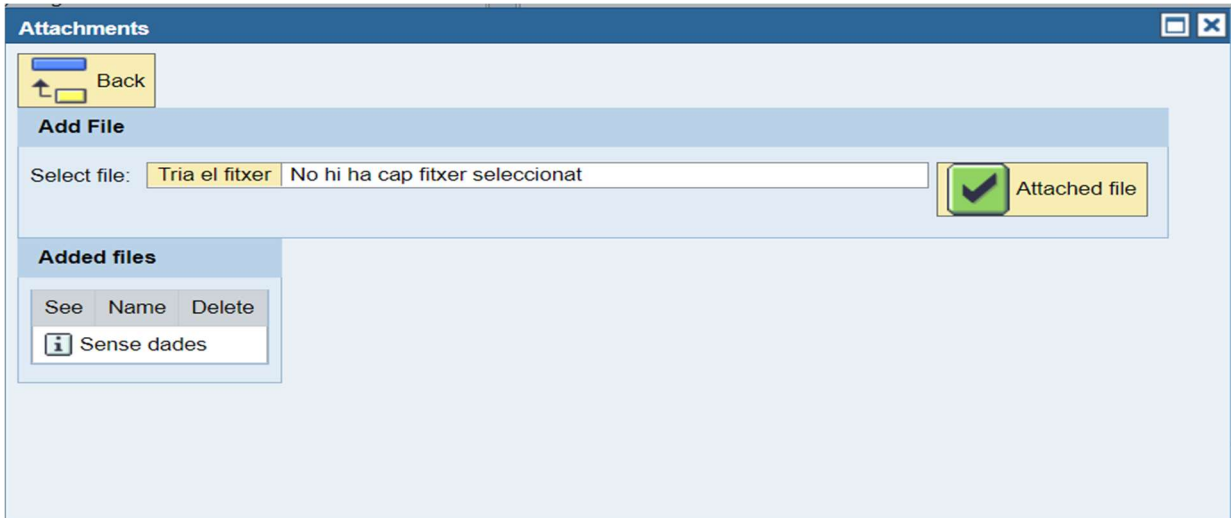 Attachments
Back
Add File
Select file: Tria el fitxer No hi ha cap fitxer seleccionat Attached file
Added files
See Name Delete
Sense dades